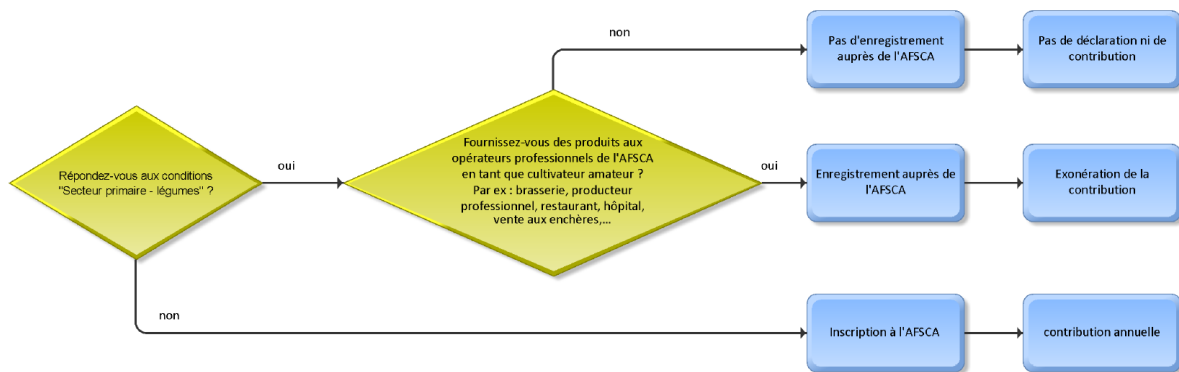 non
Pas d'enregistrement
auprès de l'AFSCA
Pas de déclaration ni de
contribution
Répondez-vous aux conditions
"Secteur primaire - légumes" ?
oui
Fournissez-vous des produits aux
opérateurs professionnels de l'AFSCA
en tant que cultivateur amateur ?
Par ex : brasserie, producteur
professionnel, restaurant, hôpital,
vente aux enchères,...
oui
Enregistrement auprès de
l'AFSCA
Exonération de la
contribution
non
Inscription à l'AFSCA
contribution annuelle